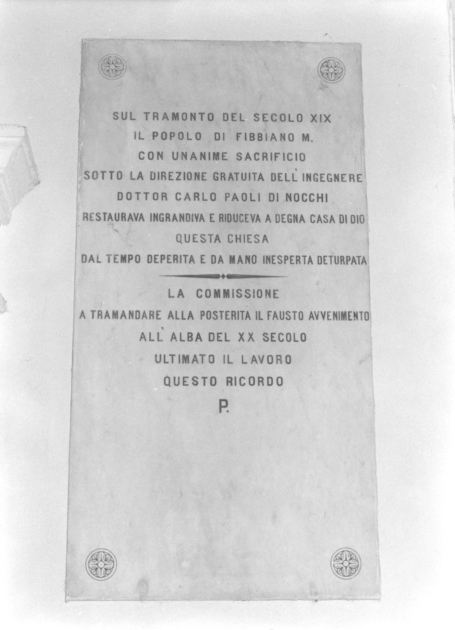 SUL TRAMONTO DEL SECOLO XIX
IL POPOLO DI FIBBIANO M.
CON UNANIME SACRIFICIO
SOTTO LA DIREZIONE GRATUITA DELL'INGEGNERE
DOTTOR CARLO PAOLI DI NOCCHI
RESTAURAVA INGRANDIVA E RIDUCEVA A DEGNA CASA DI DIO
QUESTA CHIESA
DAL TEMPO DEPERITA E DA MANO INESPERTA DETURPATA
LA COMMISSIONE
A TRAMANDARE ALLA POSTERITA IL FAUSTO AVVENIMENTO
ALL'ALBA DEL XX SECOLO
ULTIMATO IL LAVORO
QUESTO RICORDO
P.